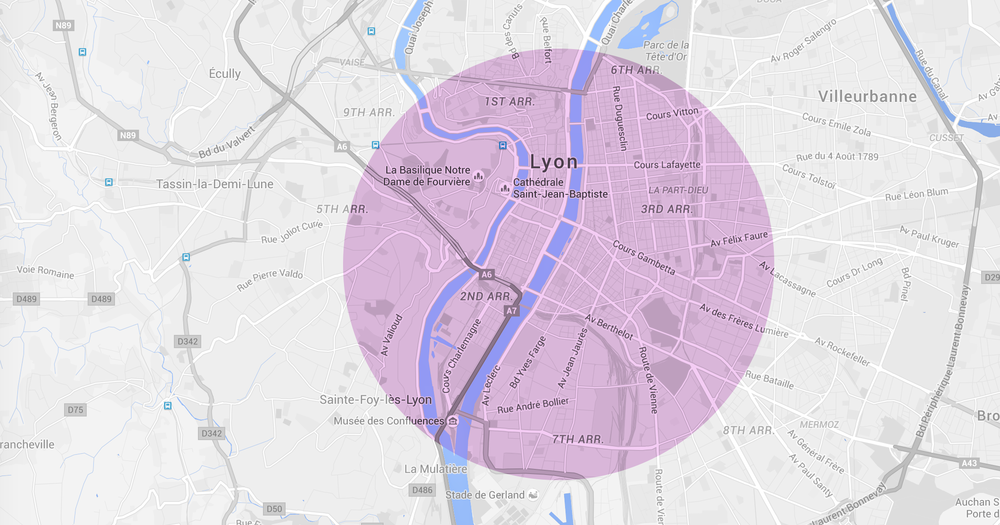 Quai Joseph
Quai Charle
Bd des Canuts
Rue Belfort
DOUA
N89
Av Roger Salengro
Parc de la
Tête d'Or
Rue du Canal
VAISE
Écully
6TH ARR.
Av Jean Bergeron
Villeurbanne
1ST ARR.
9TH ARR.
Rue Duguesclin
Cours Vitton
Cours Emile Zola
CUSSET
N89
Bd du Valvert
A6
Lyon
Rue du 4 Août 1789
Cours Lafayette
La Basilique Notre
Dame de Fourvière
Cours Tolstoï
Tassin-la-Demi-Lune
Cathédrale
Saint-Jean-Baptiste
LA PART-DIEU
Rue Léon Blum
5TH ARR.
3RD ARR.
Rue Joliot Curie
Av Félix Faure
Av Paul Kruger
Cours Gambetta
Voie Romaine
Rue Pierre Valdo
A6
Av Lacassagne
Cours Dr Long
D29
Bd Pinel
D489
D489
2ND ARR.
A7
Av des Frères Lumière
Av Berthelot
Av Valioud
D342
Cours Charlemagne
Bd Yves Farge
Av Jean Jaurès
Av Rockefeller
Bd Périphérique Laurent Bonnevay
Route de Vienne
Av Leclerc
Rue Bataille
Sainte-Foy-lès-Lyon
Rue André Bollier
D75
Musée des Confluences
MERMOZ
Bro
D342
8TH ARR.
rancheville
7TH ARR.
Av Général Frère
A43
La Mulatière
Av Paul Santy
D486
Stade de Gerland
Route de V
D50
Laurent Bonnevay
Auchan S
Porte d
Rue